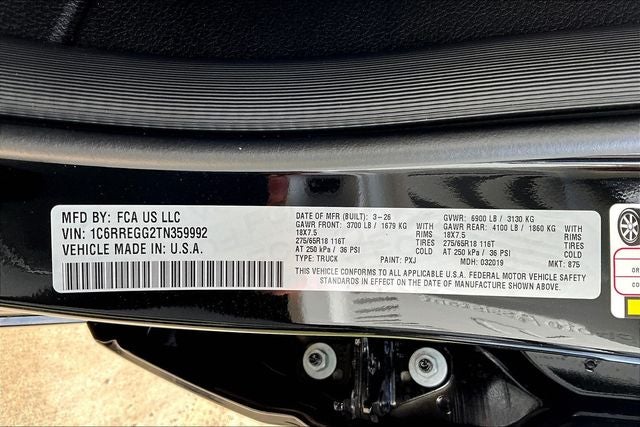 MFD BY: FCA US LLC
VIN: 1C6RREGG2TN359992
VEHICLE MADE IN U.S.A.
DATE OF MFR (BUILT): 3-26 GVWR: 6900 LB / 3130 KG
GAWR FRONT: 3700 LB / 1679 KG WITH GAWR REAR: 4100 LB / 1860 KG WITH
18X7.5 RIMS 18X7.5 RIMS
275/65R18 116T TIRES 275/65R18 116T TIRES
AT 250 kPa / 36 PSI COLD AT 250 kPa / 36 PSI COLD
TYPE: TRUCK PAINT: PXJ MDH: 032019 MKT: 875
THIS VEHICLE CONFORMS TO ALL APPLICABLE U.S.A. FEDERAL MOTOR VEHICLE SAFETY
STANDARDS IN EFFECT ON THE DATE OF MANUFACTURE SHOWN ABOVE.